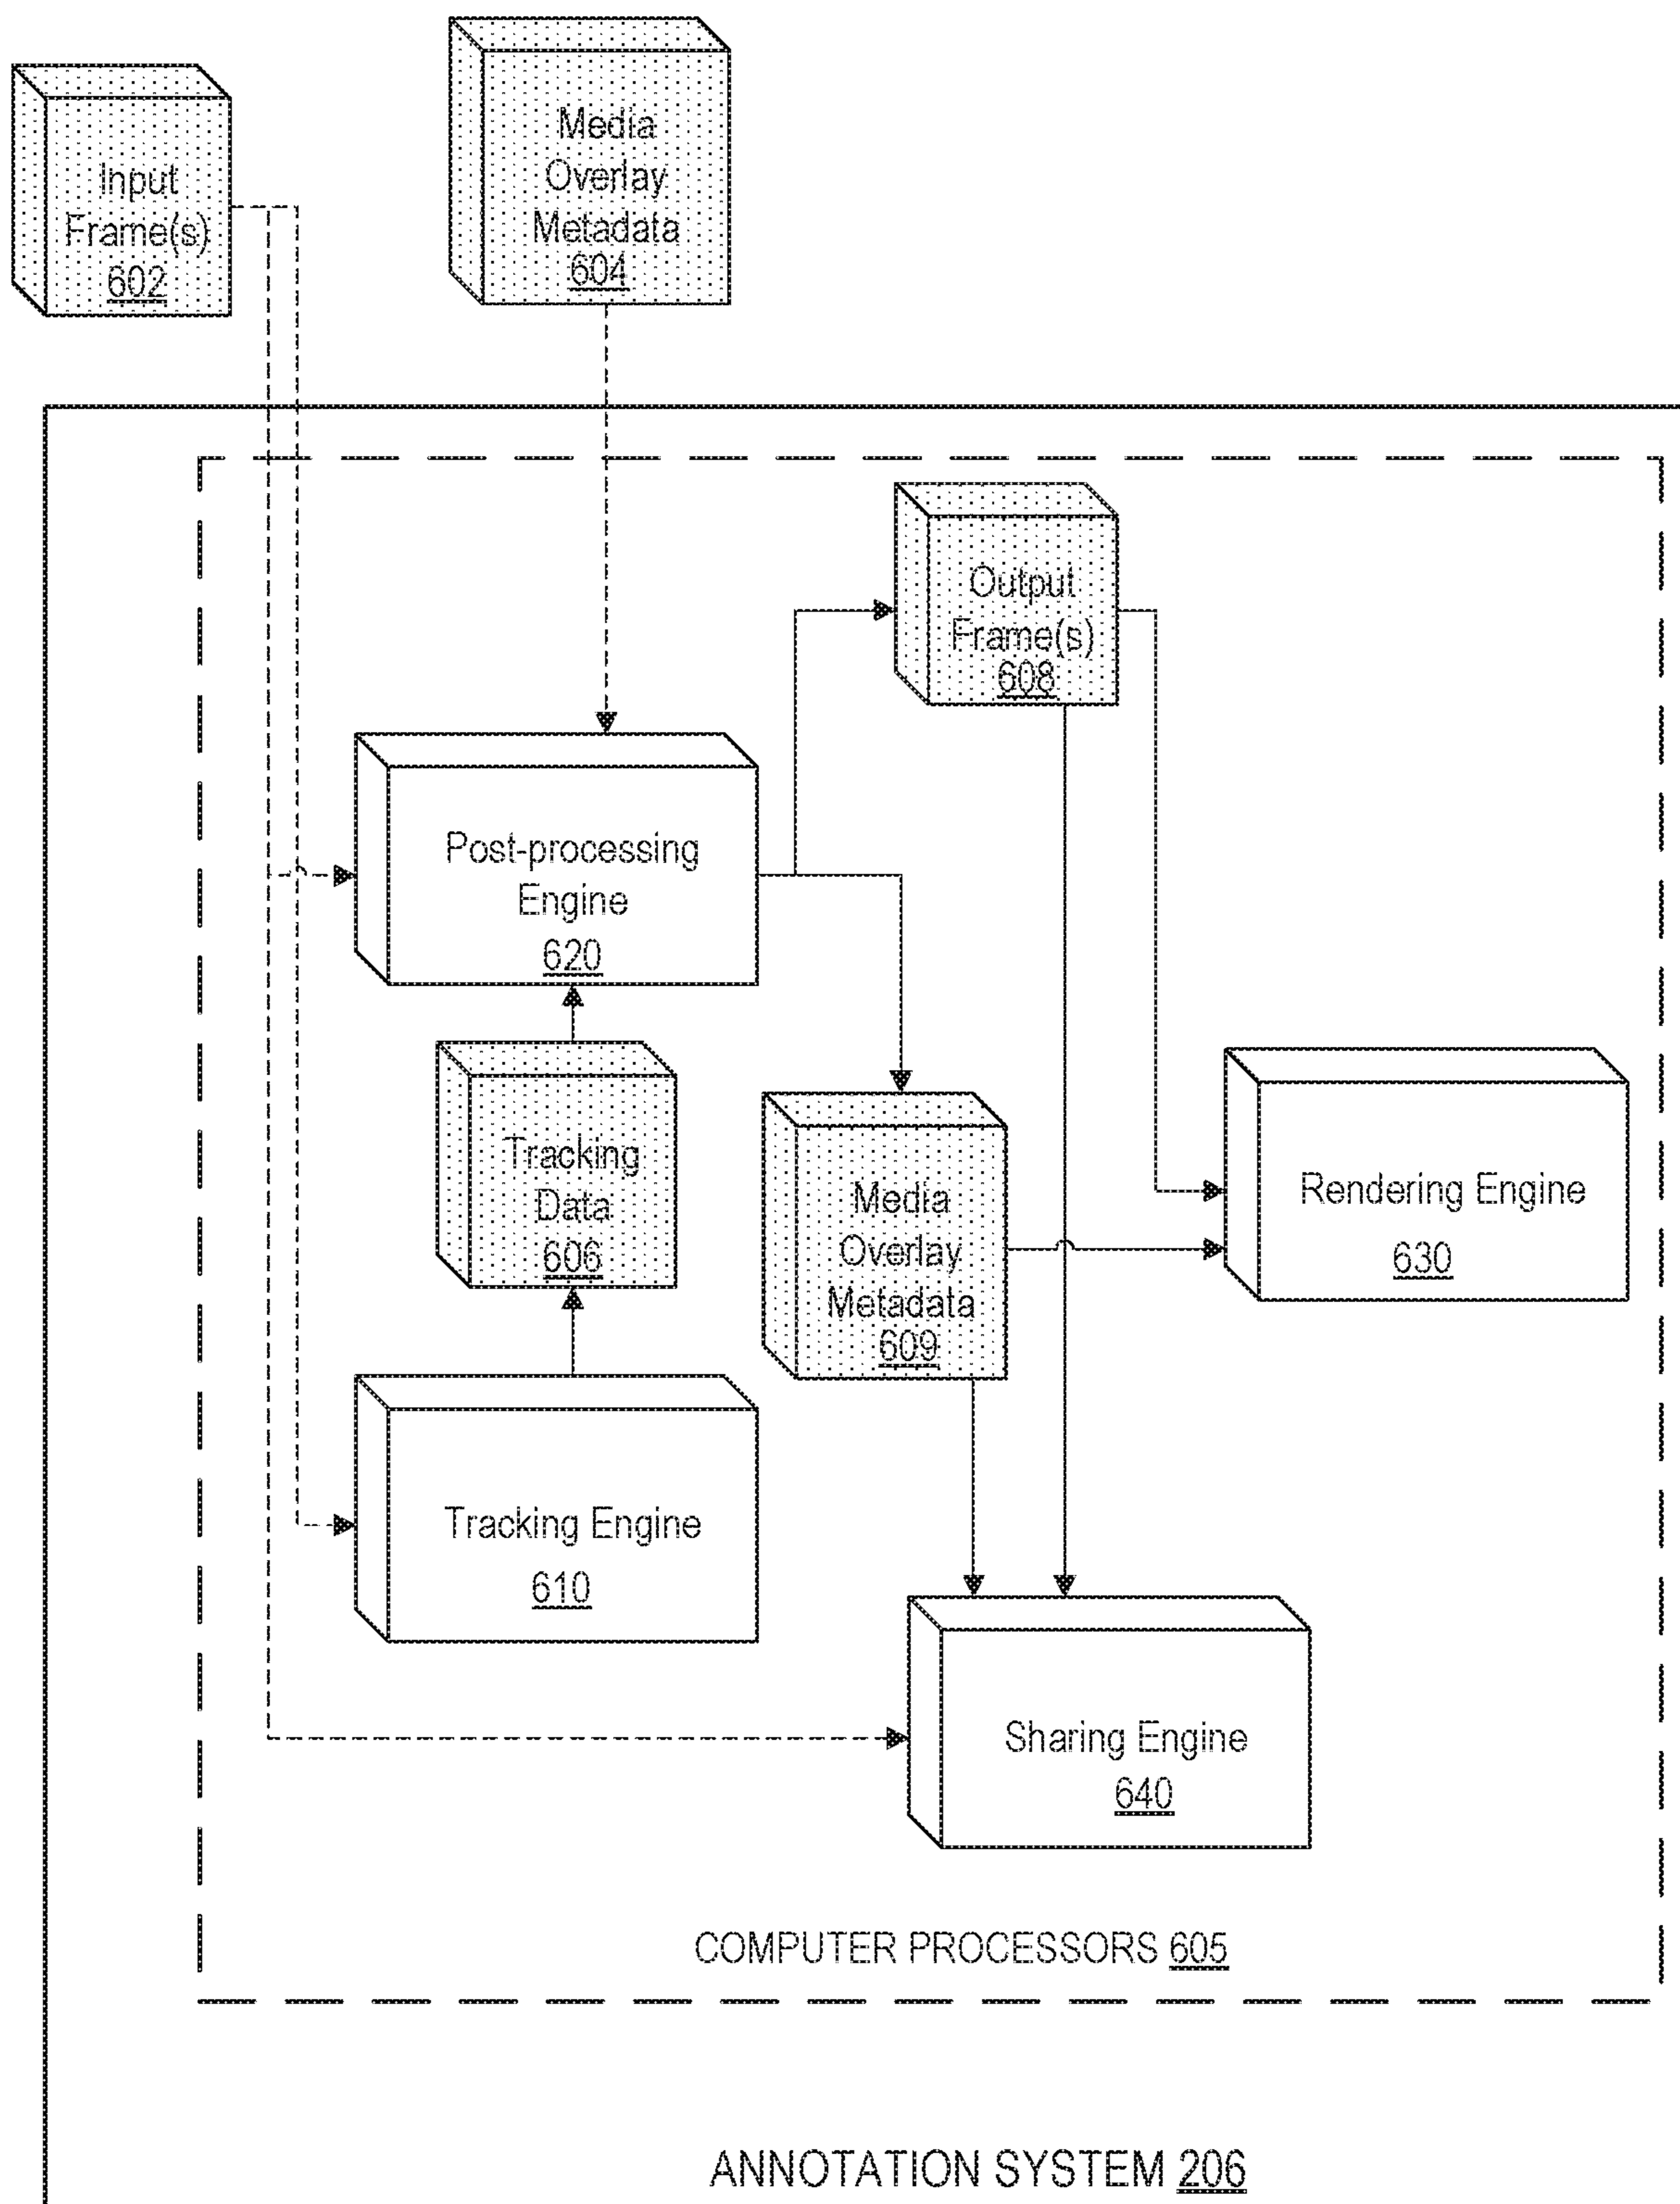 Input
Frame(s)
602
Media
Overlay
Metadata
604
Output
Frame(s)
608
Post-processing
Engine
620
Tracking
Data
606
Media
Overlay
Metadata
609
Rendering Engine
630
Tracking Engine
610
Sharing Engine
640
COMPUTER PROCESSORS 605
ANNOTATION SYSTEM 206